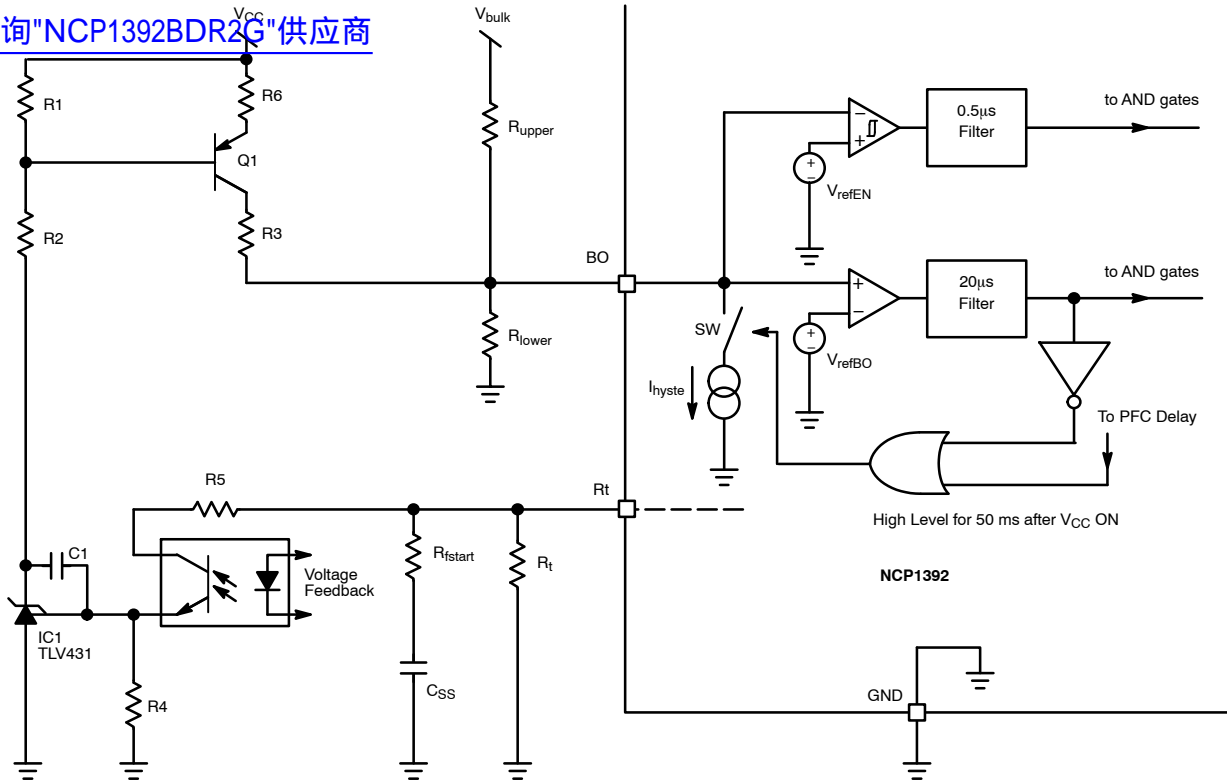 询"NCP1392BDR2G"供应商
VCC
Vbulk
R1
R6
Rupper
0.5µs
Filter
to AND gates
Q1
VrefEN
R2
R3
BO
20µs
Filter
to AND gates
SW
Rlower
VrefBO
Ihyste
To PFC Delay
R5
Rt
High Level for 50 ms after VCC ON
C1
Rfstart
Rt
Voltage
Feedback
NCP1392
IC1
TLV431
CSS
R4
GND